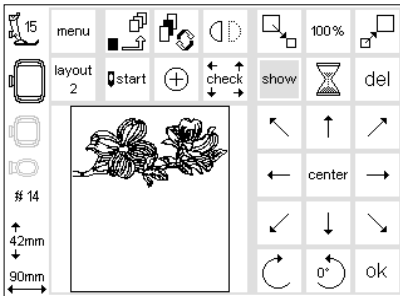 15 menu 100%
layout
2
start check show del
center
# 14
42mm
90mm 0° ok